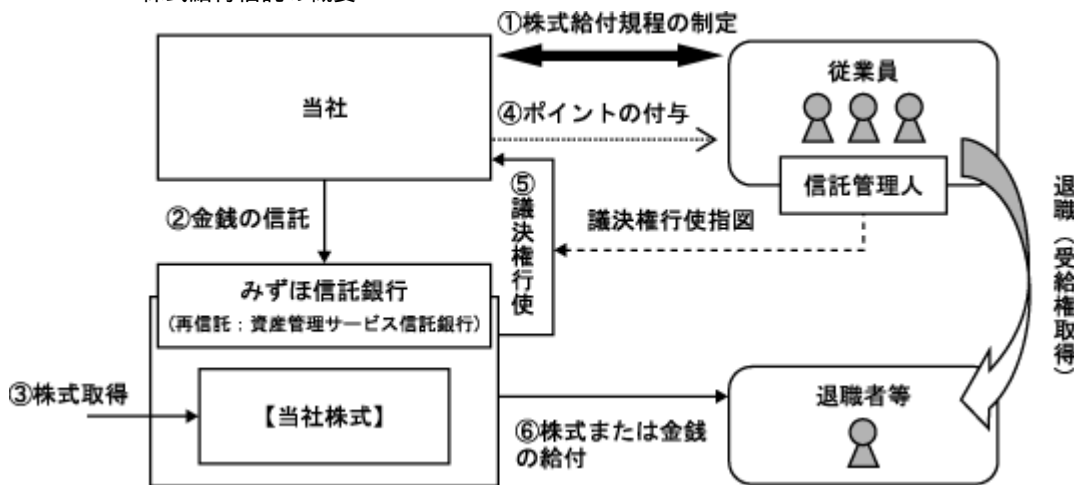 ①株式給付規程の制定
当社
従業員
④ポイントの付与
信託管理人
②金銭の信託
⑤議決権行使
議決権行使指図
退職（受給権取得）
みずほ信託銀行
（再信託：資産管理サービス信託銀行）
③株式取得
【当社株式】
退職者等
⑥株式または金銭
の給付